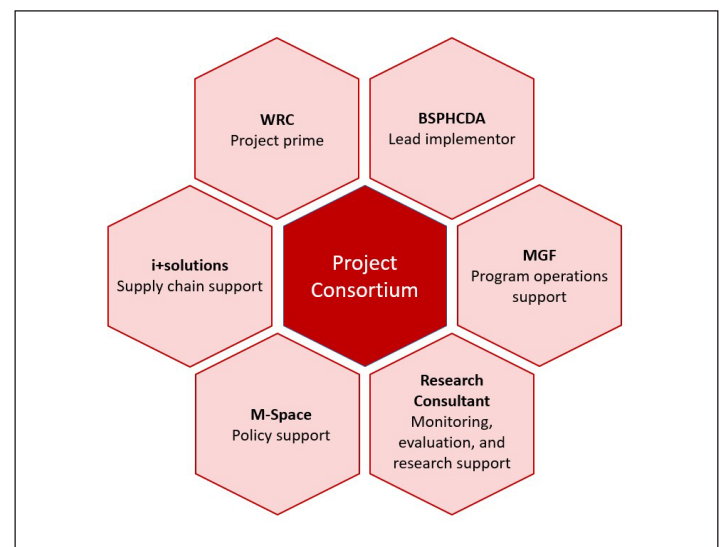 WRC
Project prime
BSPHCDA
Lead implementor
i+solutions
Supply chain support
Project
Consortium
MGF
Program operations
support
M-Space
Policy support
Research
Consultant
Monitoring,
evaluation, and
research support